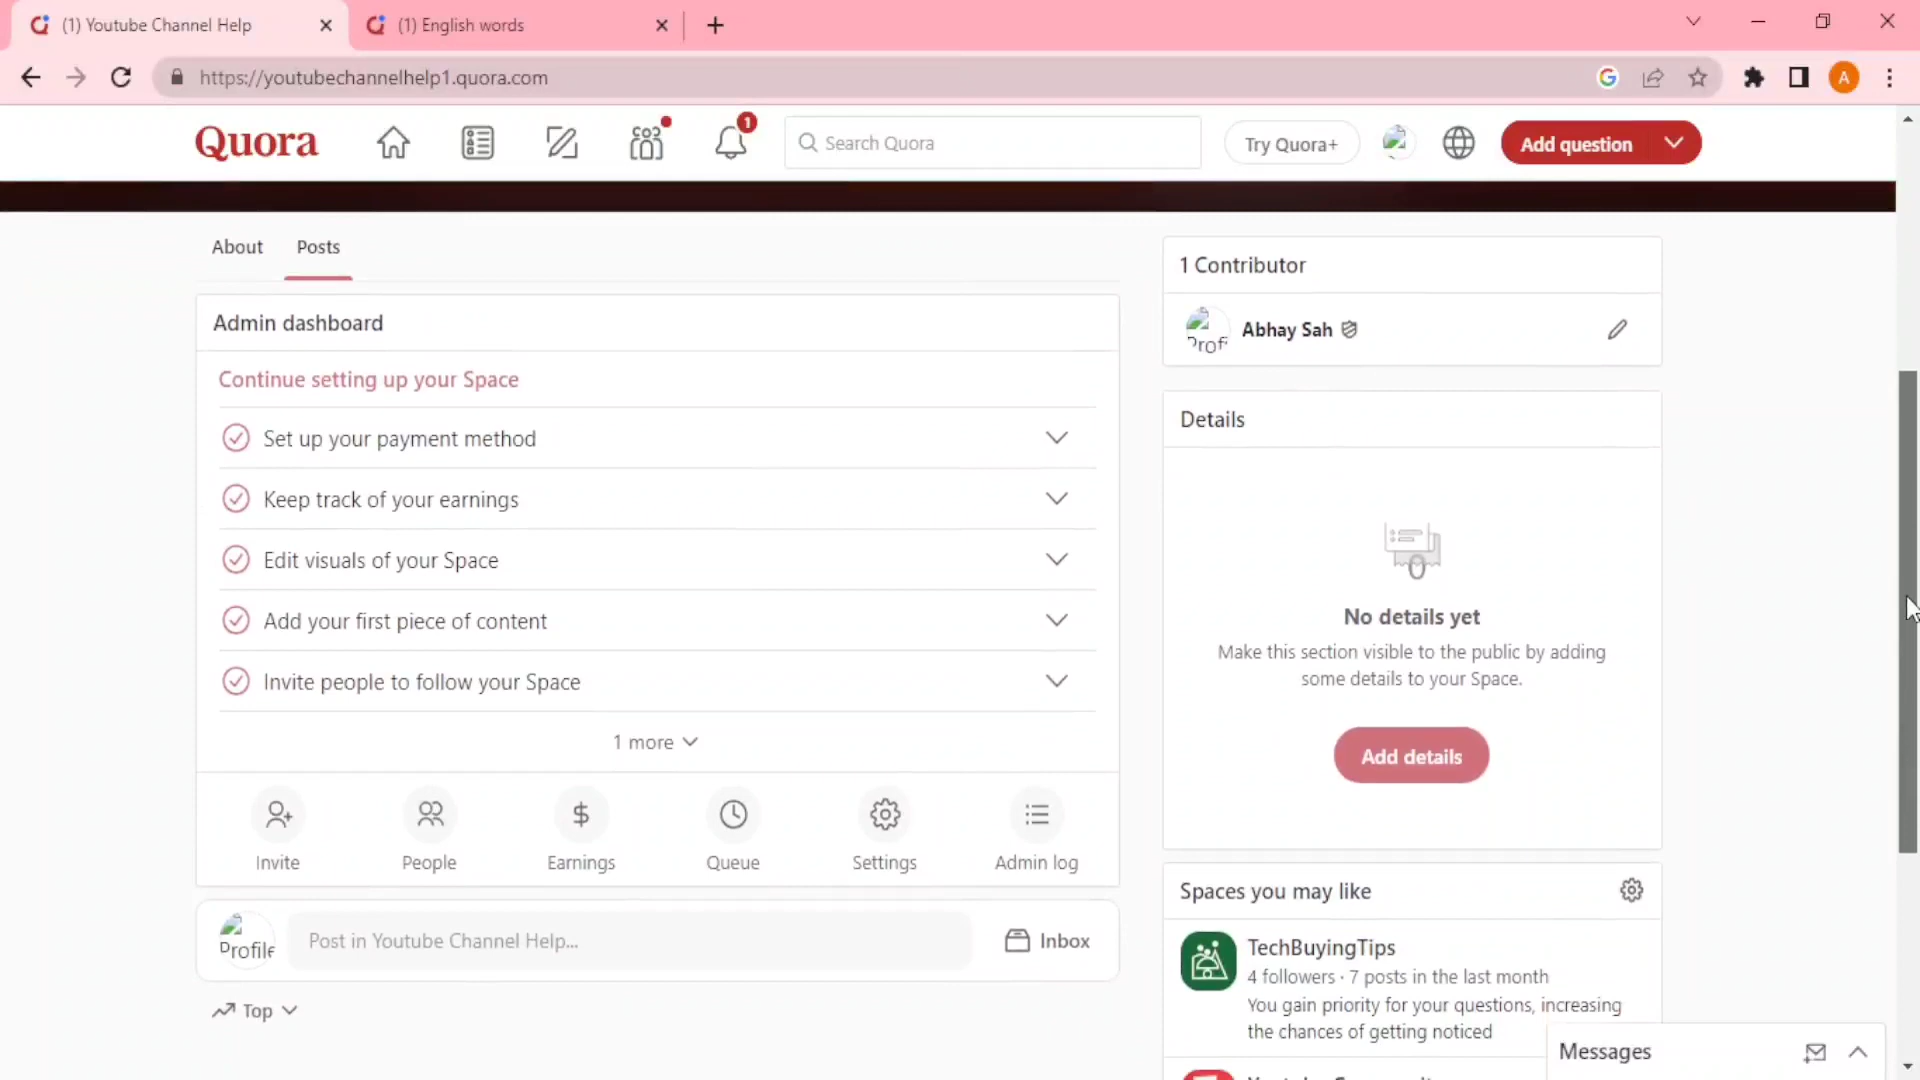 (1) Youtube Channel Help
(1) English words
https://youtubechannelhelp1.quora.com
A
Quora
1
Search Quora
Try Quora+
Add question
About
Posts
Admin dashboard
Continue setting up your Space
Set up your payment method
Keep track of your earnings
Edit visuals of your Space
Add your first piece of content
Invite people to follow your Space
1 more
Invite
People
Earnings
Queue
Settings
Admin log
Profile
Post in Youtube Channel Help...
Inbox
Top
1 Contributor
Abhay Sah
Details
No details yet
Make this section visible to the public by adding
some details to your Space.
Add details
Spaces you may like
TechBuyingTips
4 followers · 7 posts in the last month
You gain priority for your questions, increasing
the chances of getting noticed
Messages